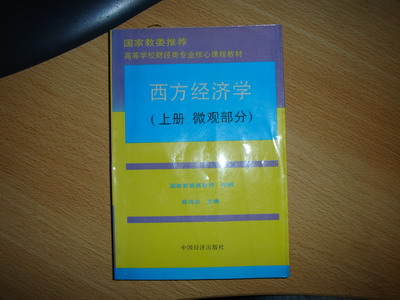 国家教委推荐
高等学校财经类专业核心课程教材
西方经济学
(上册 微观部分)
主编
中国经济出版社